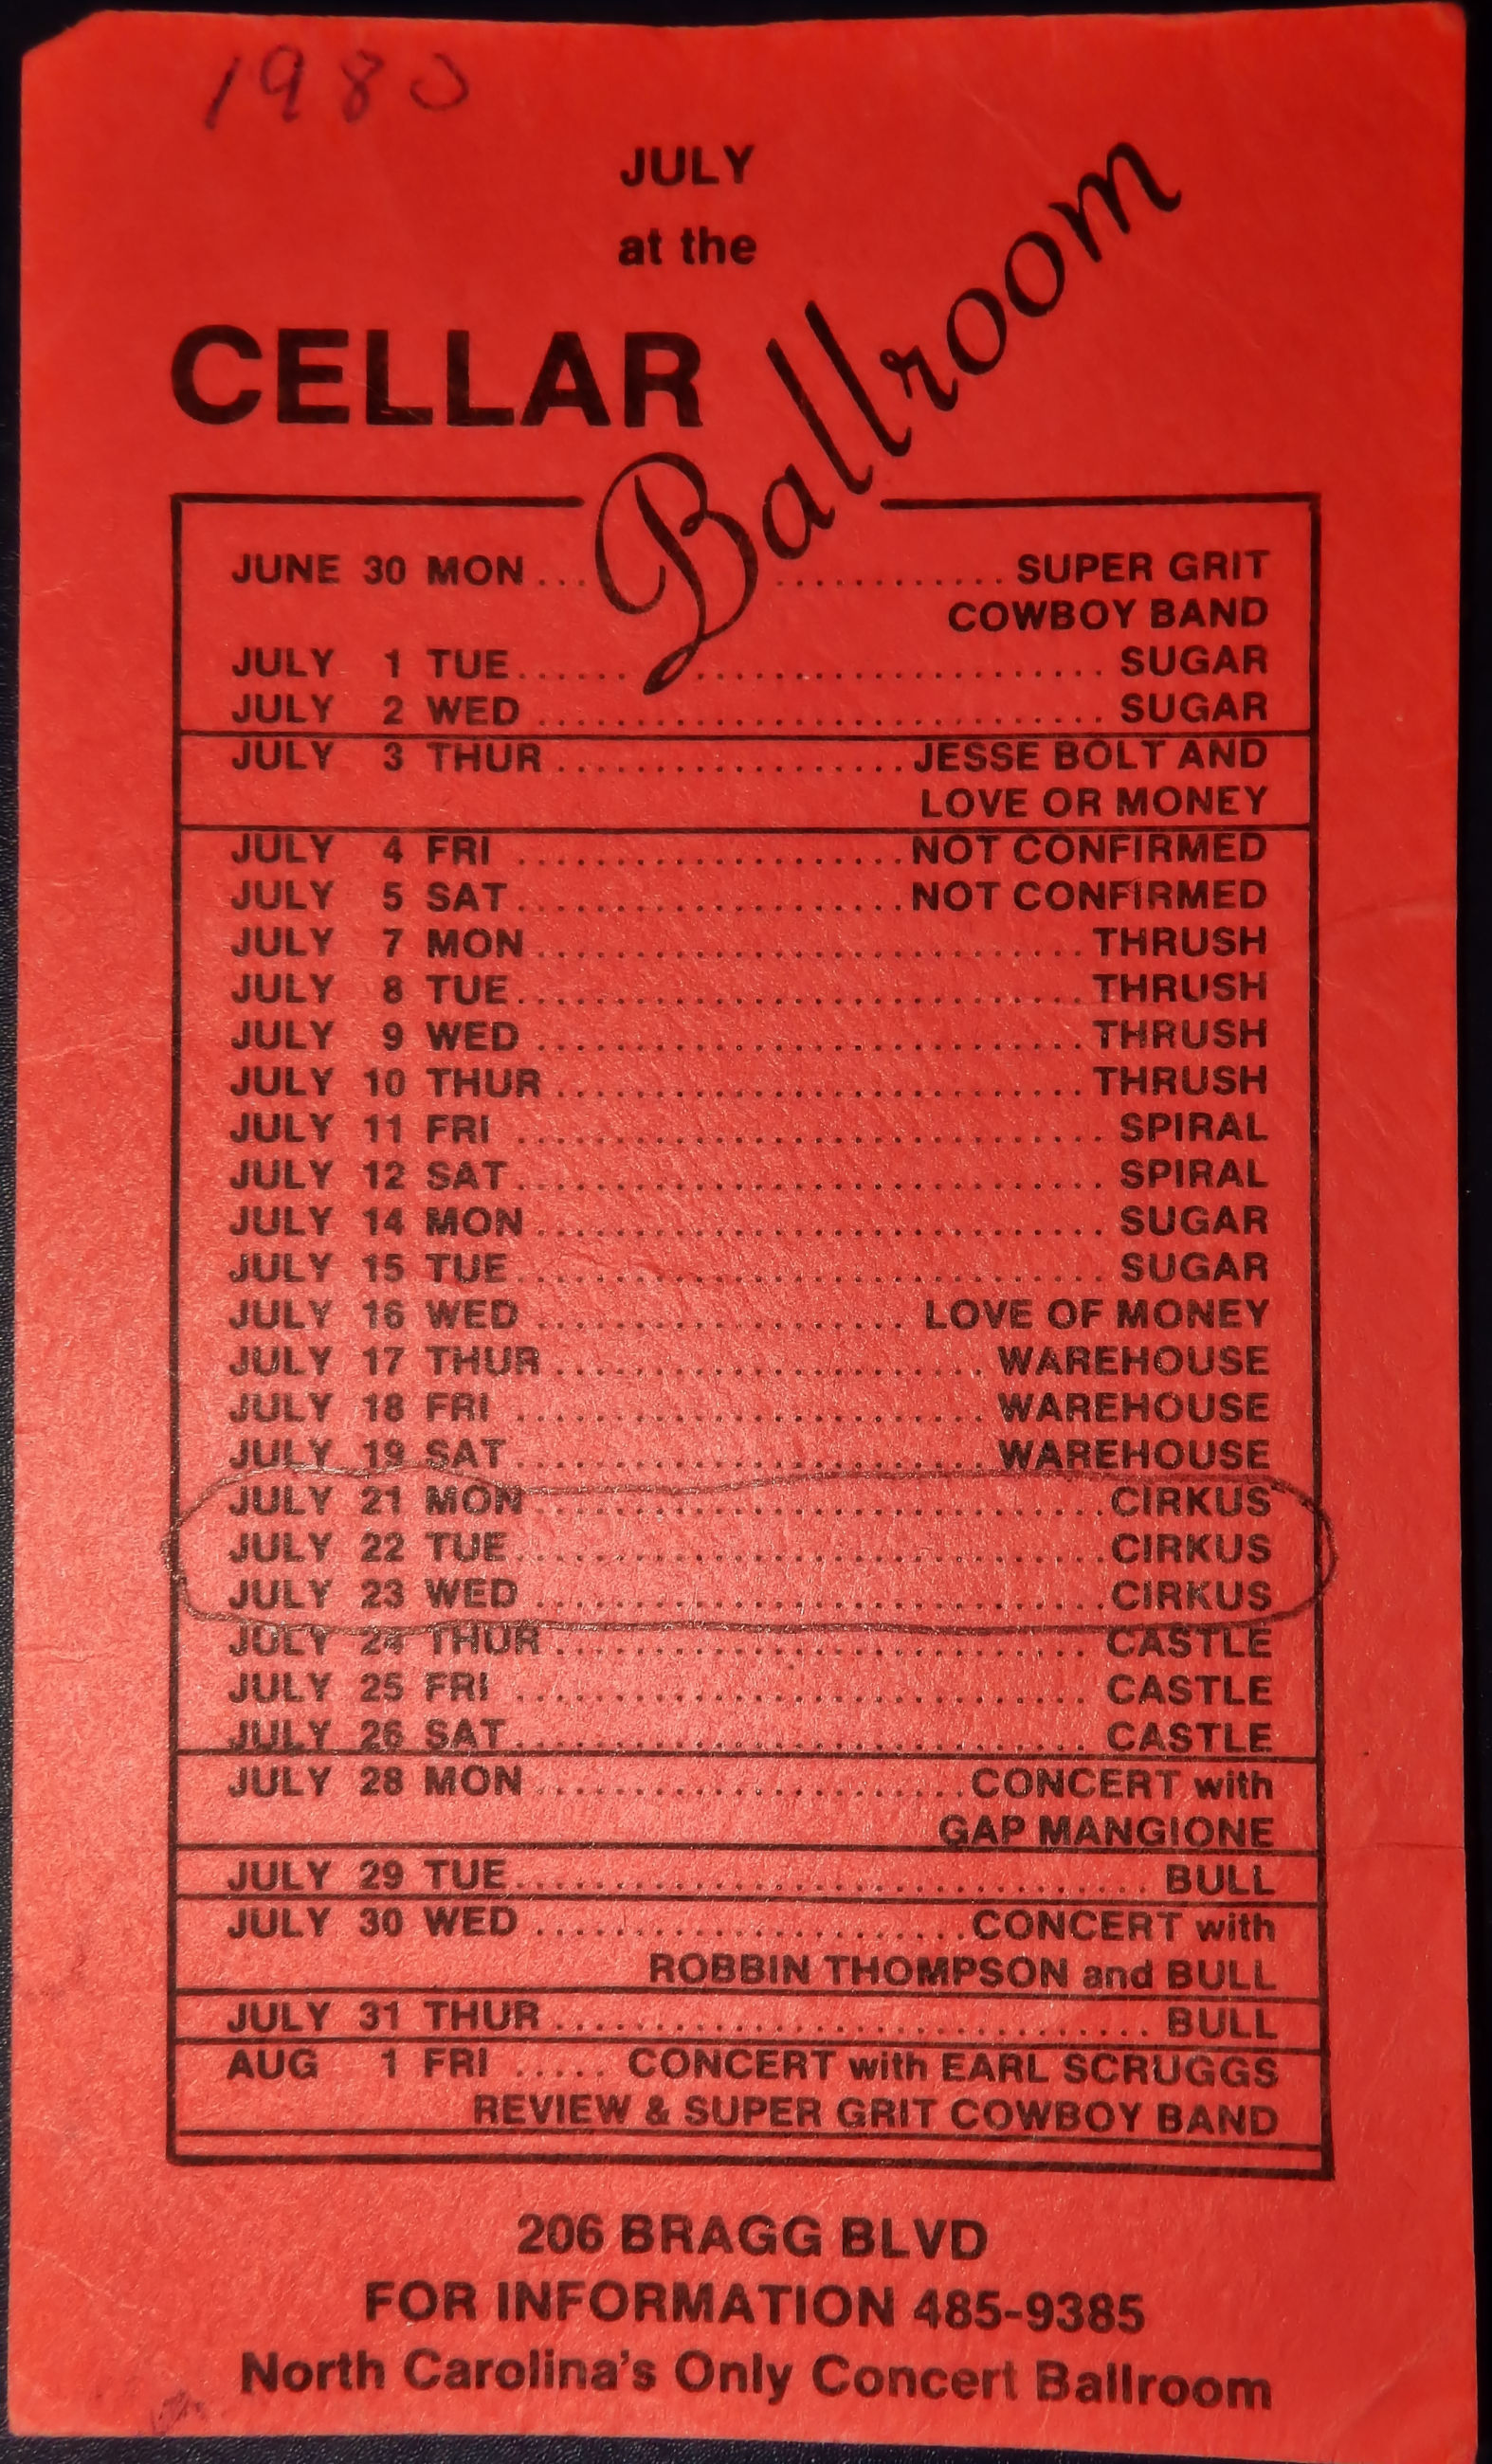 1980
JULY
at the
CELLAR Ballroom
JUNE 30 MON ... ............ SUPER GRIT
COWBOY BAND
JULY 1 TUE...... ..................... SUGAR
JULY 2 WED ............................. SUGAR
JULY 3 THUR ..................JESSE BOLT AND
LOVE OR MONEY
JULY 4 FRI ....................NOT CONFIRMED
JULY 5 SAT....................NOT CONFIRMED
JULY 7 MON............................ THRUSH
JULY 8 TUE............................. THRUSH
JULY 9 WED ............................ THRUSH
JULY 10 THUR ........................... THRUSH
JULY 11 FRI .............................. SPIRAL
JULY 12 SAT.............................. SPIRAL
JULY 14 MON............................. SUGAR
JULY 15 TUE.............................. SUGAR
JULY 16 WED ................... LOVE OF MONEY
JULY 17 THUR ...................... WAREHOUSE
JULY 18 FRI ........................ WAREHOUSE
JULY 19 SAT........................ WAREHOUSE
JULY 21 MON.............................CIRKUS
JULY 22 TUE..............................CIRKUS
JULY 23 WED .............................CIRKUS
JULY 24 THUR ........................... CASTLE
JULY 25 FRI ............................. CASTLE
JULY 26 SAT............................. CASTLE
JULY 28 MON......................CONCERT with
GAP MANGIONE
JULY 29 TUE................................ BULL
JULY 30 WED ......................CONCERT with
ROBBIN THOMPSON and BULL
JULY 31 THUR .............................. BULL
AUG 1 FRI ..... CONCERT with EARL SCRUGGS
REVIEW & SUPER GRIT COWBOY BAND
206 BRAGG BLVD
FOR INFORMATION 485-9385
North Carolina's Only Concert Ballroom